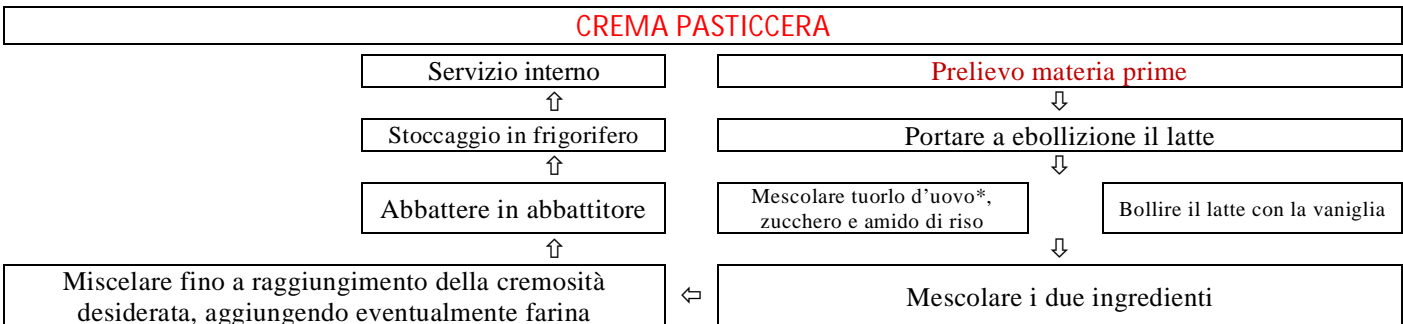 CREMA PASTICCERA
Servizio interno
Prelievo materia prime
⇧
⇩
Stoccaggio in frigorifero
Portare a ebollizione il latte
⇧
⇩
Abbattere in abbattitore
Mescolare tuorlo d'uovo*,
zucchero e amido di riso
Bollire il latte con la vaniglia
⇧
⇩
Miscelare fino a raggiungimento della cremosità
desiderata, aggiungendo eventualmente farina
⇦
Mescolare i due ingredienti